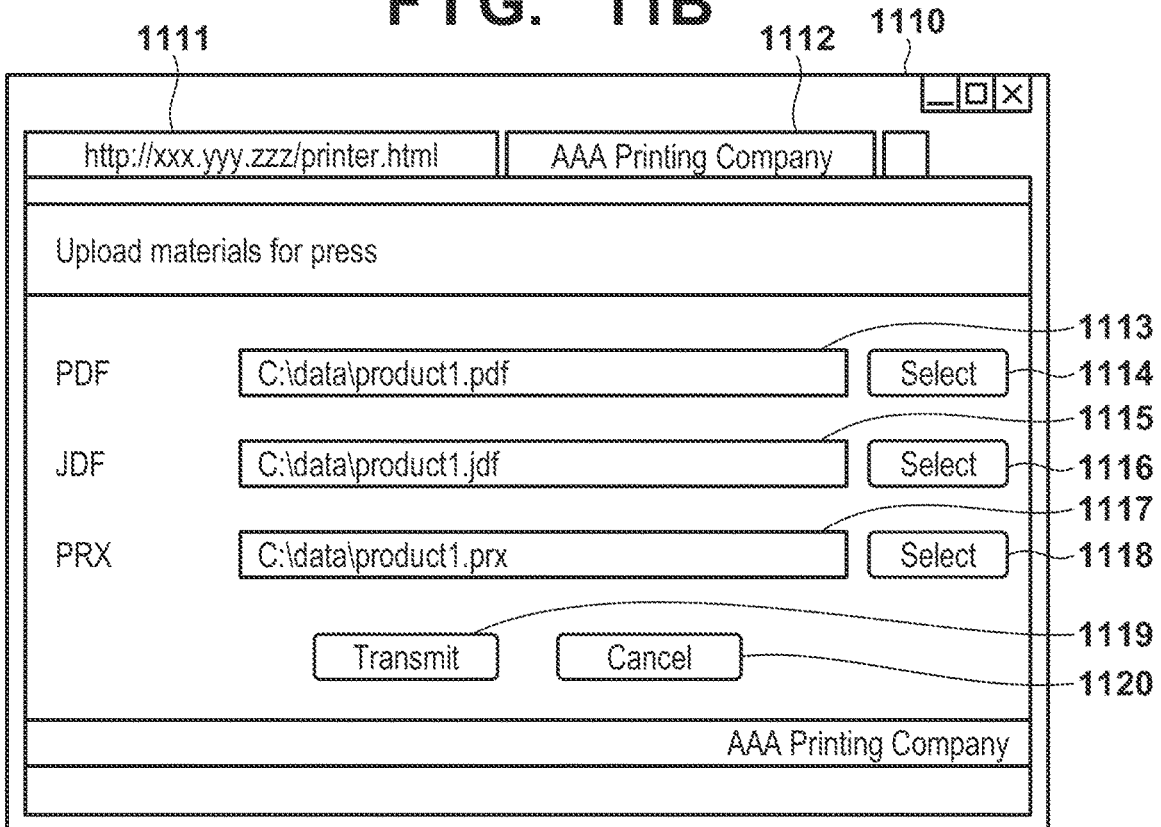 FIG. 11B
1110
1111
1112
http://xxx.yyy.zzz/printer.html AAA Printing Company
Upload materials for press
1113
PDF C:\data\product1.pdf Select 1114
1115
JDF C:\data\product1.jdf Select 1116
1117
PRX C:\data\product1.prx Select 1118
1119
Transmit Cancel
1120
AAA Printing Company